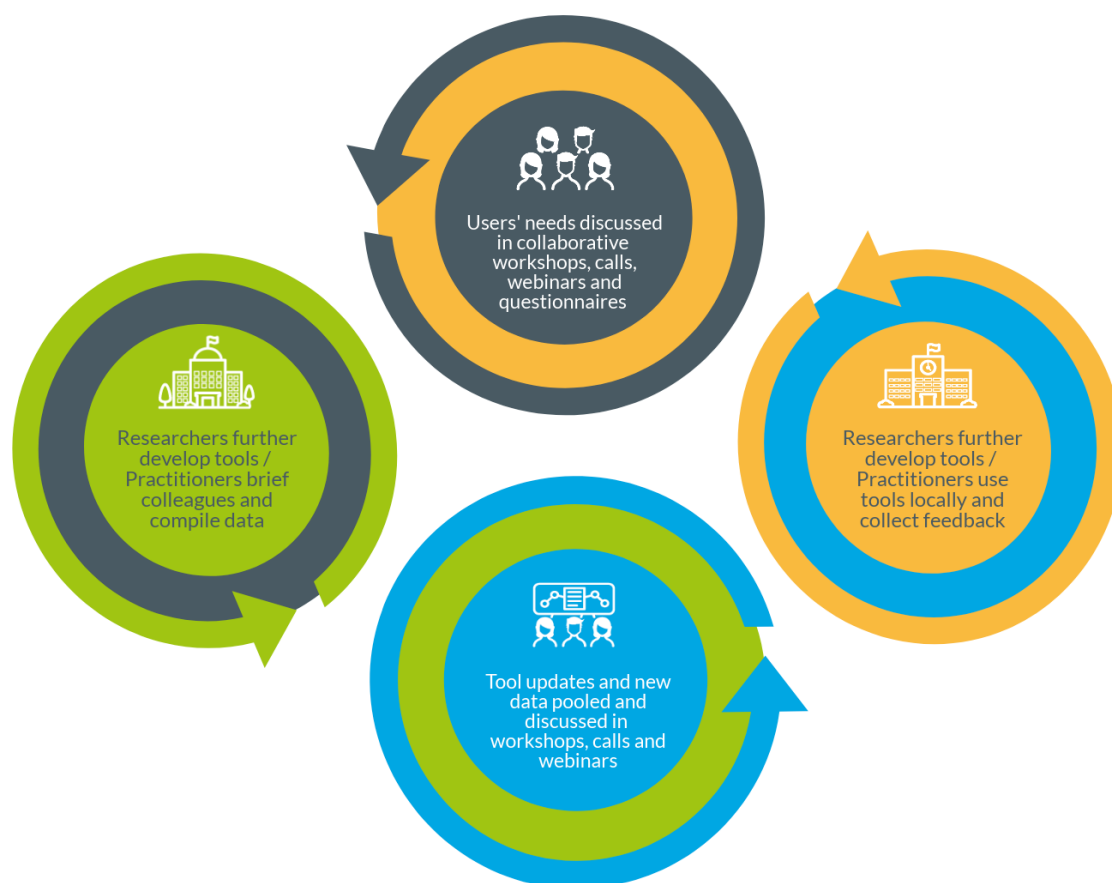 Users' needs discussed
in collaborative
workshops, calls,
webinars and
questionnaires
Researchers further
develop tools /
Practitioners brief
colleagues and
compile data
Researchers further
develop tools /
Practitioners use
tools locally and
collect feedback
Tool updates and new
data pooled and
discussed in
workshops, calls and
webinars